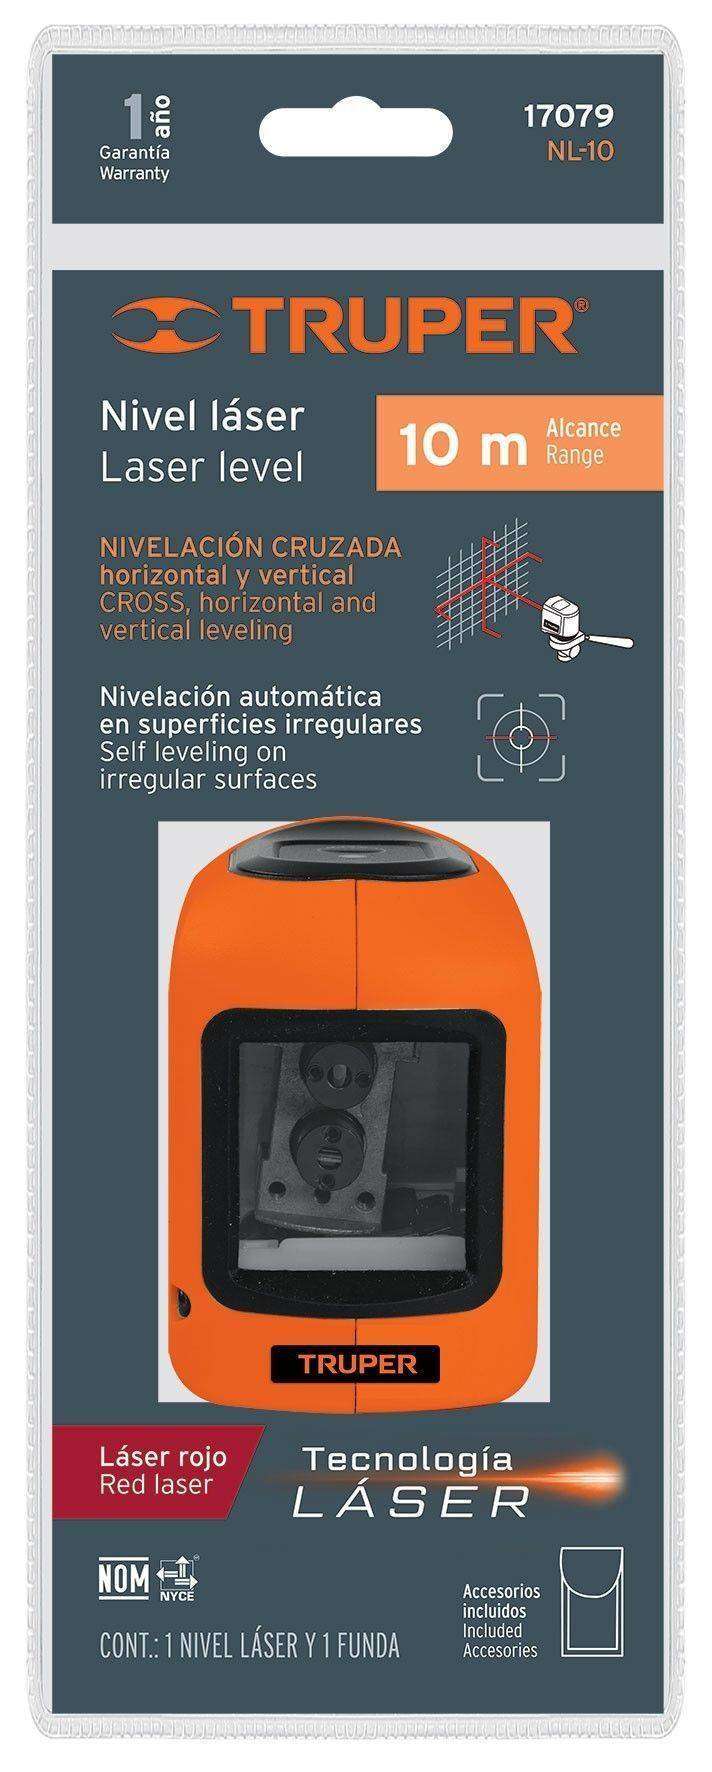 1 año
Garantía
Warranty
17079
NL-10
TRUPER®
Nivel láser
Laser level
10 m Alcance
Range
NIVELACIÓN CRUZADA
horizontal y vertical
CROSS, horizontal and
vertical leveling
Nivelación automática
en superficies irregulares
Self leveling on
irregular surfaces
TRUPER
Láser rojo
Red laser
Tecnología
LÁSER
NOM
NYCE
Accesorios
incluidos
Included
Accesories
CONT.: 1 NIVEL LÁSER Y 1 FUNDA